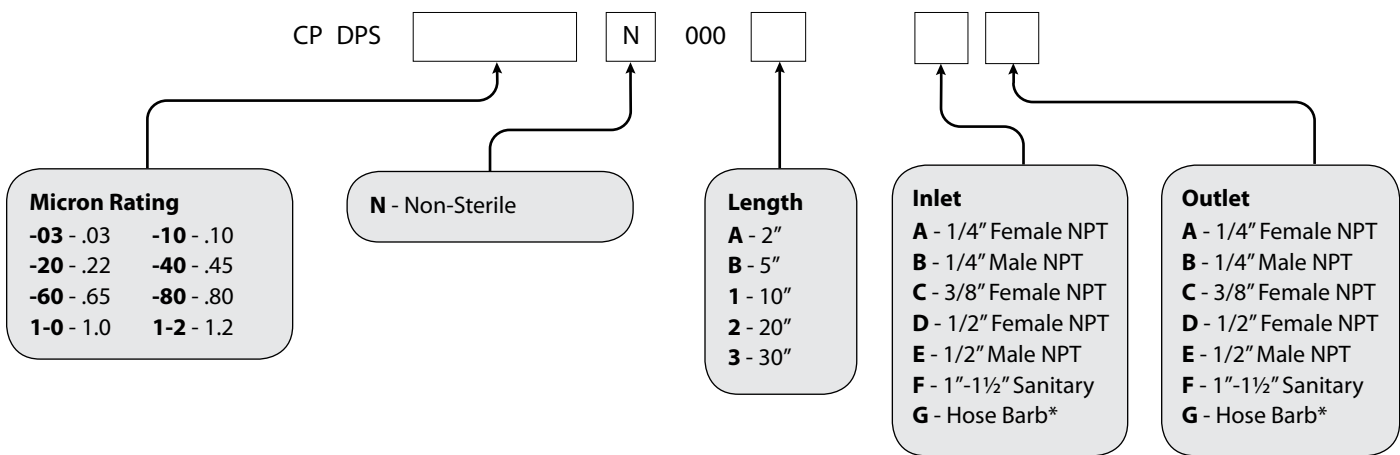 CP DPS N 000
Micron Rating
-03 - .03 -10 - .10
-20 - .22 -40 - .45
-60 - .65 -80 - .80
1-0 - 1.0 1-2 - 1.2
N - Non-Sterile
Length
A - 2"
B - 5"
1 - 10"
2 - 20"
3 - 30"
Inlet
A - 1/4" Female NPT
B - 1/4" Male NPT
C - 3/8" Female NPT
D - 1/2" Female NPT
E - 1/2" Male NPT
F - 1"-1½" Sanitary
G - Hose Barb*
Outlet
A - 1/4" Female NPT
B - 1/4" Male NPT
C - 3/8" Female NPT
D - 1/2" Female NPT
E - 1/2" Male NPT
F - 1"-1½" Sanitary
G - Hose Barb*